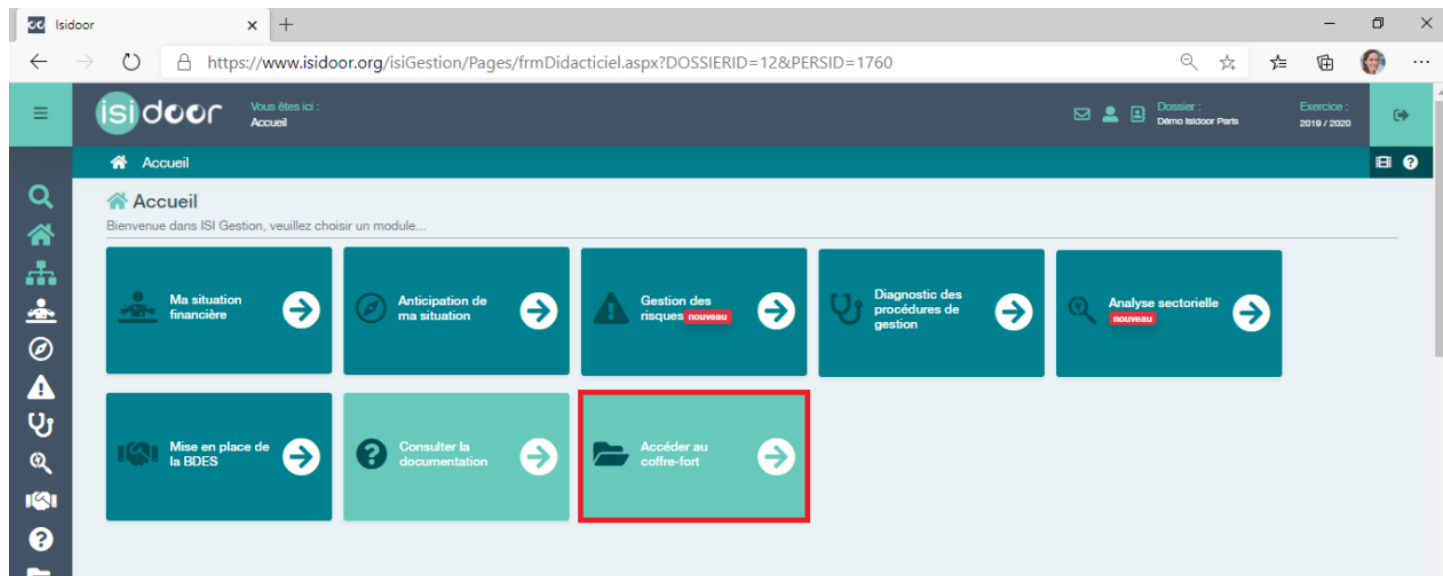 Isidoor
https://www.isidoor.org/isiGestion/Pages/frmDidacticiel.aspx?DOSSIERID=12&PERSID=1760
isidoor
Vous êtes ici :
Accueil
Dossier :
Démo Isidoor Paris
Exercice :
2019 / 2020
Accueil
Accueil
Bienvenue dans ISI Gestion, veuillez choisir un module...
Ma situation
financière
Anticipation de
ma situation
Gestion des
risques nouveau
Diagnostic des
procédures de
gestion
Analyse sectorielle
nouveau
Mise en place de
la BDES
Consulter la
documentation
Accéder au
coffre-fort